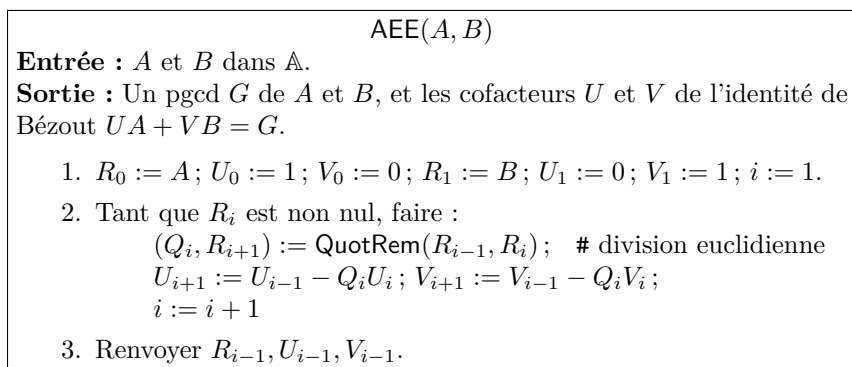 AEE(A, B)
Entrée : A et B dans 𝔸.
Sortie : Un pgcd G de A et B, et les cofacteurs U et V de l'identité de
Bézout UA + VB = G.
1. R₀ := A ; U₀ := 1 ; V₀ := 0 ; R₁ := B ; U₁ := 0 ; V₁ := 1 ; i := 1.
2. Tant que Rᵢ est non nul, faire :
(Qᵢ, Rᵢ₊₁) := QuotRem(Rᵢ₋₁, Rᵢ) ; # division euclidienne
Uᵢ₊₁ := Uᵢ₋₁ − QᵢUᵢ ; Vᵢ₊₁ := Vᵢ₋₁ − QᵢVᵢ ;
i := i + 1
3. Renvoyer Rᵢ₋₁, Uᵢ₋₁, Vᵢ₋₁.